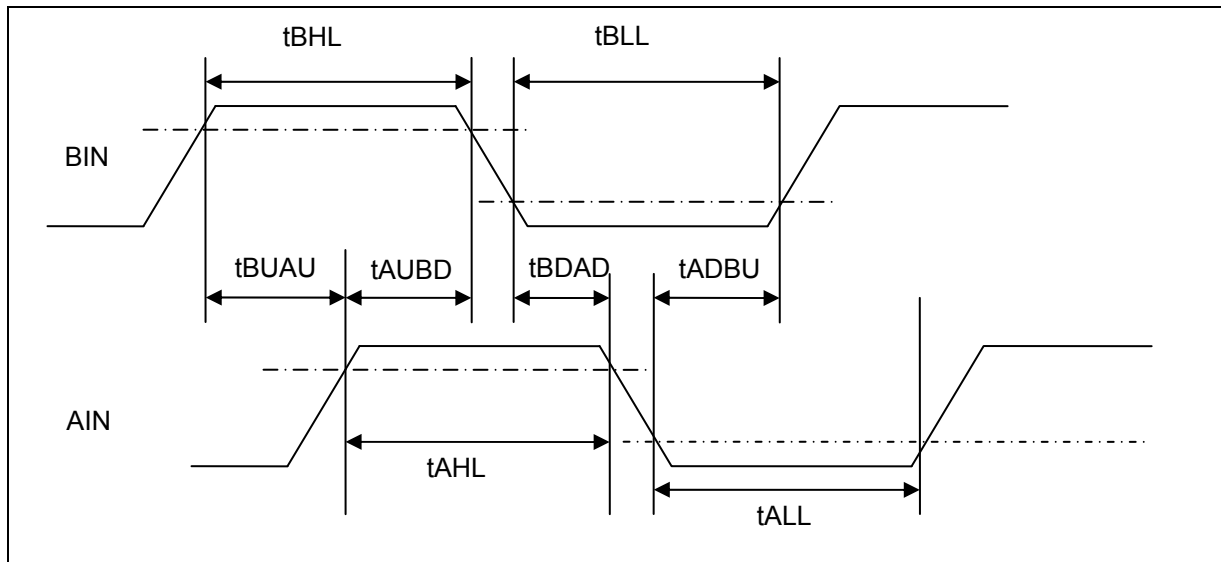 tBHL tBLL
BIN
tBUAU tAUBD tBDAD tADBU
AIN
tAHL
tALL